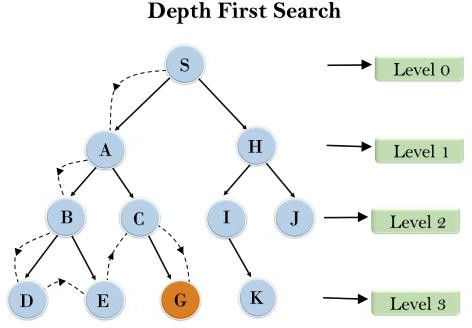 Depth First Search
S
Level 0
A
H
Level 1
B
C
I
J
Level 2
D
E
G
K
Level 3